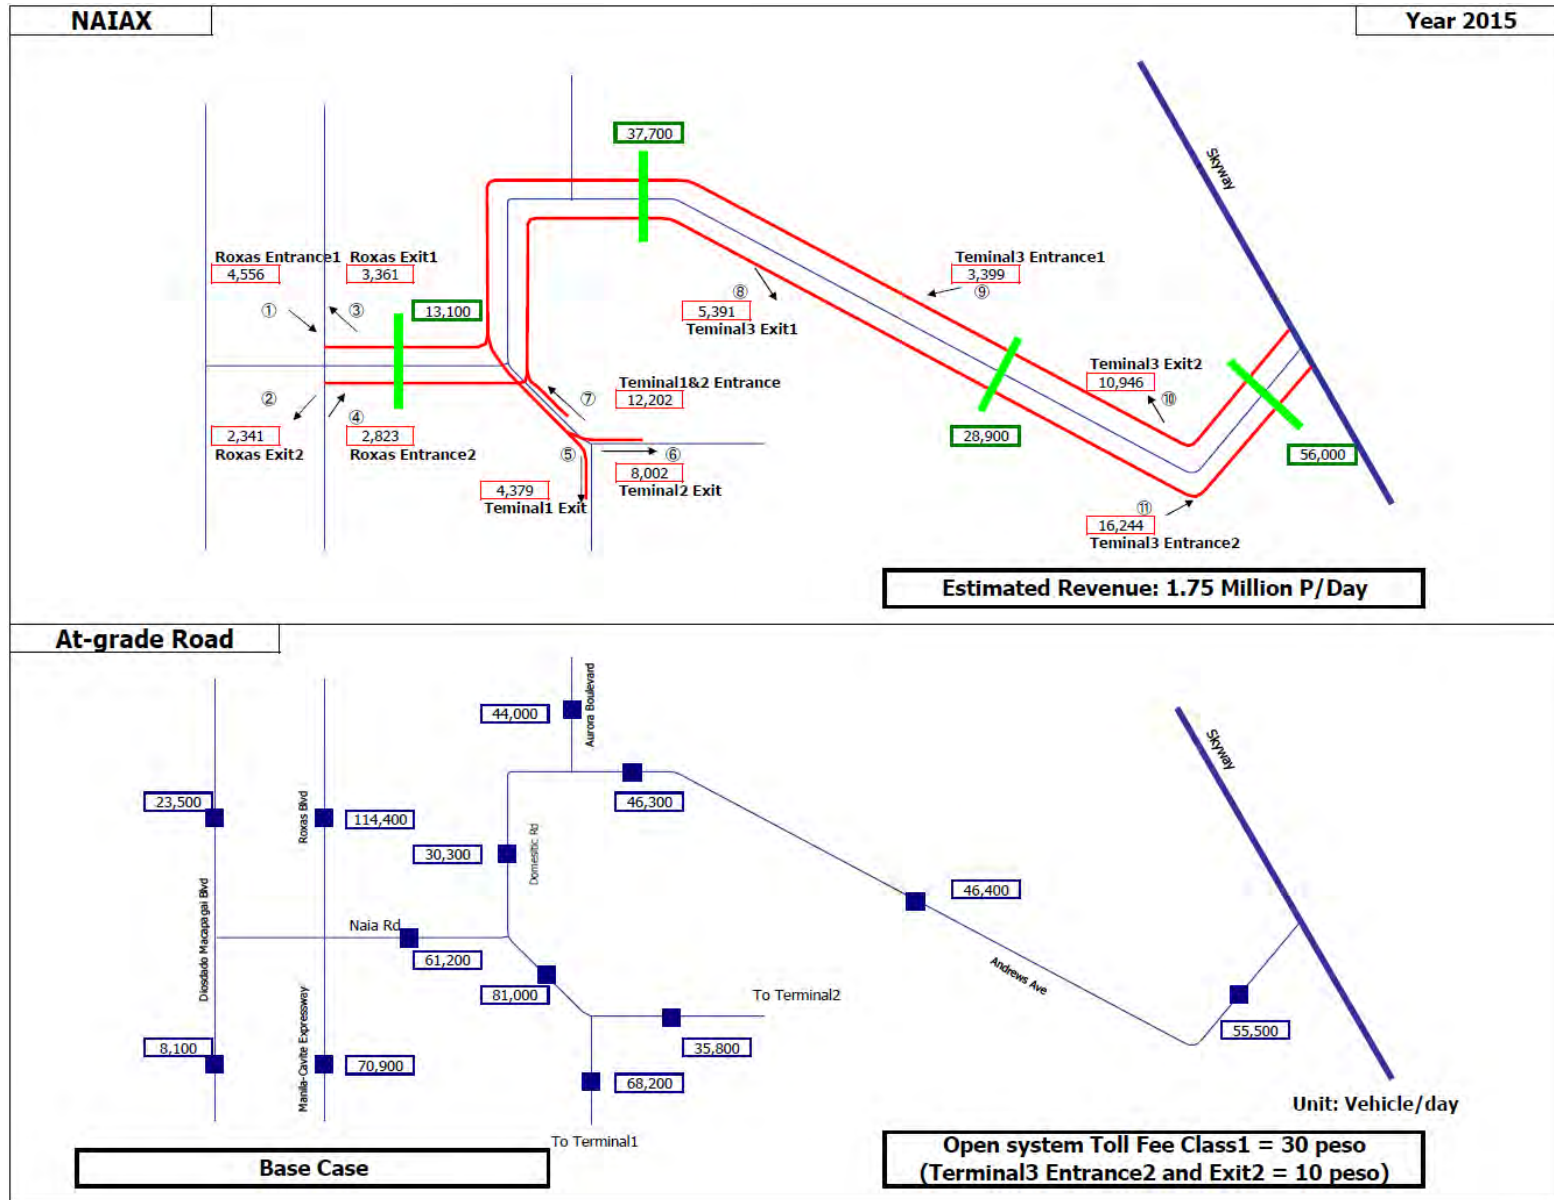 NAIAX
Year 2015
37,700
Skyway
Roxas Entrance1
4,556
Roxas Exit1
3,361
①
③
13,100
②
④
2,341
Roxas Exit2
2,823
Roxas Entrance2
⑦
Teminal1&2 Entrance
12,202
⑤
⑥
4,379
Teminal1 Exit
8,002
Teminal2 Exit
⑧
5,391
Teminal3 Exit1
Teminal3 Entrance1
3,399
⑨
28,900
Teminal3 Exit2
10,946
⑩
56,000
⑪
16,244
Teminal3 Entrance2
Estimated Revenue: 1.75 Million P/Day
At-grade Road
44,000
Aurora Boulevard
Skyway
23,500
Roxas Blvd
114,400
46,300
30,300
Domesitic Rd
46,400
Diosdado Macapagai Blvd
Naia Rd
61,200
81,000
Andrews Ave
To Terminal2
8,100
Manila-Cavite Expressway
70,900
35,800
55,500
68,200
To Terminal1
Unit: Vehicle/day
Base Case
Open system Toll Fee Class1 = 30 peso
(Terminal3 Entrance2 and Exit2 = 10 peso)